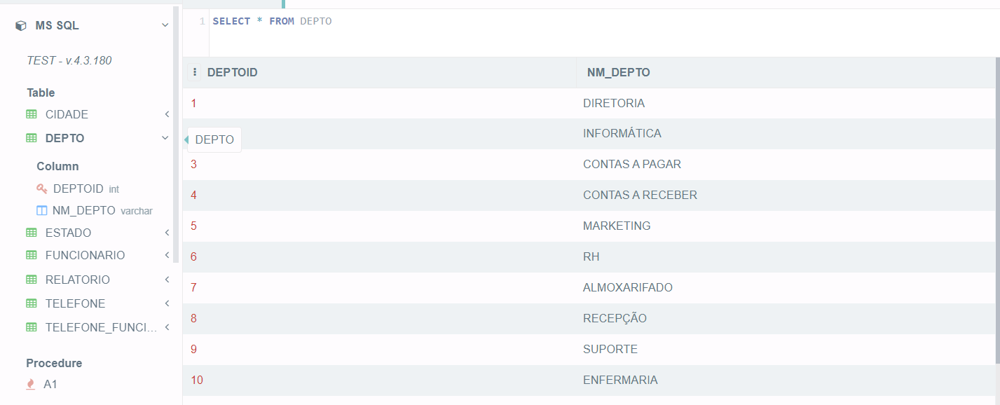 MS SQL
TEST - v.4.3.180
Table
CIDADE
DEPTO
Column
DEPTOID int
NM_DEPTO varchar
ESTADO
FUNCIONARIO
RELATORIO
TELEFONE
TELEFONE_FUNCI...
Procedure
A1
1 SELECT * FROM DEPTO
DEPTOID NM_DEPTO
1 DIRETORIA
DEPTO INFORMÁTICA
3 CONTAS A PAGAR
4 CONTAS A RECEBER
5 MARKETING
6 RH
7 ALMOXARIFADO
8 RECEPÇÃO
9 SUPORTE
10 ENFERMARIA